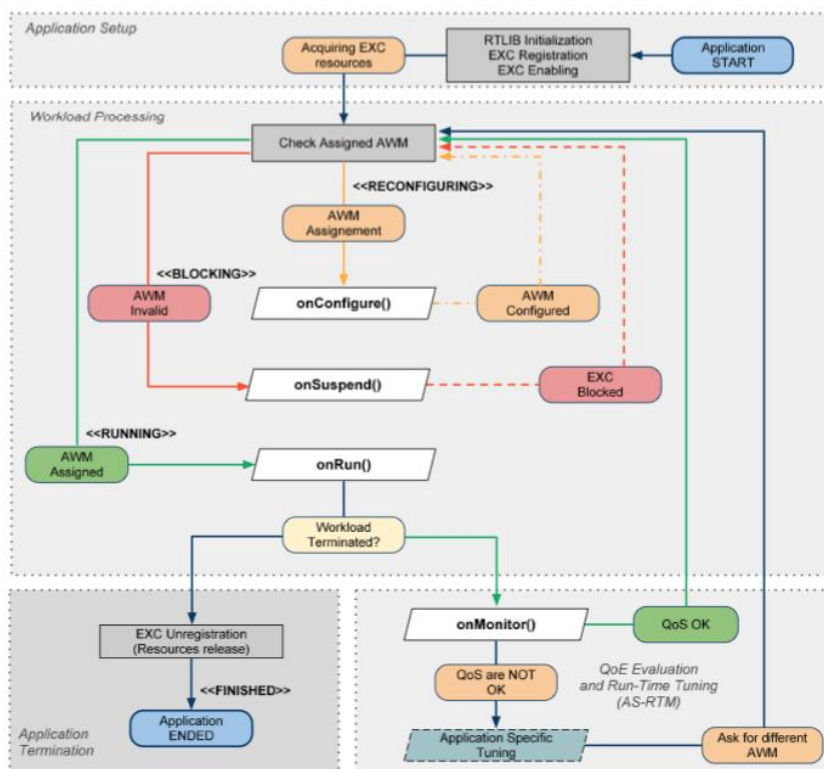 Application Setup
Acquiring EXC
resources
RTLIB Initialization
EXC Registration
EXC Enabling
Application
START
Workload Processing
Check Assigned AWM
<<RECONFIGURING>>
AWM
Assignement
<<BLOCKING>>
AWM
Invalid
onConfigure()
AWM
Configured
onSuspend()
EXC
Blocked
<<RUNNING>>
AWM
Assigned
onRun()
Workload
Terminated?
EXC Unregistration
(Resources release)
<<FINISHED>>
Application
ENDED
Application
Termination
onMonitor()
QoS OK
QoS are NOT
OK
QoE Evaluation
and Run-Time Tuning
(AS-RTM)
Application Specific
Tuning
Ask for different
AWM